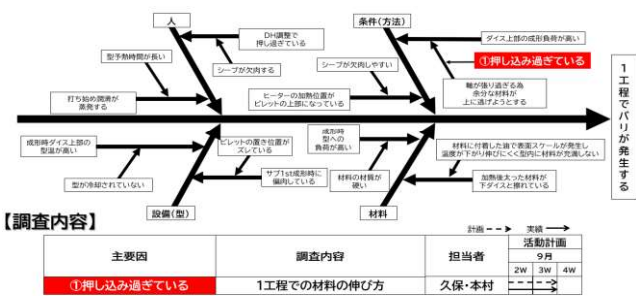 人
条件(方法)
DH調整で
押し過ぎている
ダイス上部の成形負荷が高い
型予熱時間が長い
シーブが欠肉する
シーブが欠肉しやすい
①押し込み過ぎている
打ち始め潤滑が
蒸発する
ヒーターの加熱位置が
ビレットの上部になっている
軸が張り過ぎる為
余分な材料が
上に逃げようとする
1工程でバリが発生する
成形時ダイス上部の
型温が高い
ビレットの置き位置が
ズレている
成形時
型への
負荷が高い
材料に付着した油で表面スケールが発生し
温度が下がり伸びにくく型内に材料が充満しない
型が冷却されていない
サブ1st成形時に
偏肉している
材料の材質が
硬い
加熱後太った材料が
下ダイスと擦れている
設備(型)
材料
【調査内容】
計画 実績
主要因
調査内容
担当者
活動計画
9月
2W 3W 4W
①押し込み過ぎている
1工程での材料の伸び方
久保・本村